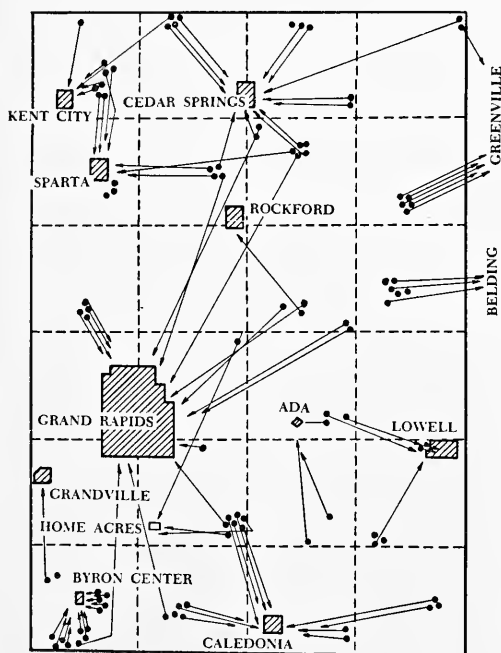 CEDAR SPRINGS
KENT CITY
GREENVILLE
SPARTA
ROCKFORD
BELDING
ADA
GRAND RAPIDS
LOWELL
GRANDVILLE
HOME ACRES
BYRON CENTER
CALEDONIA